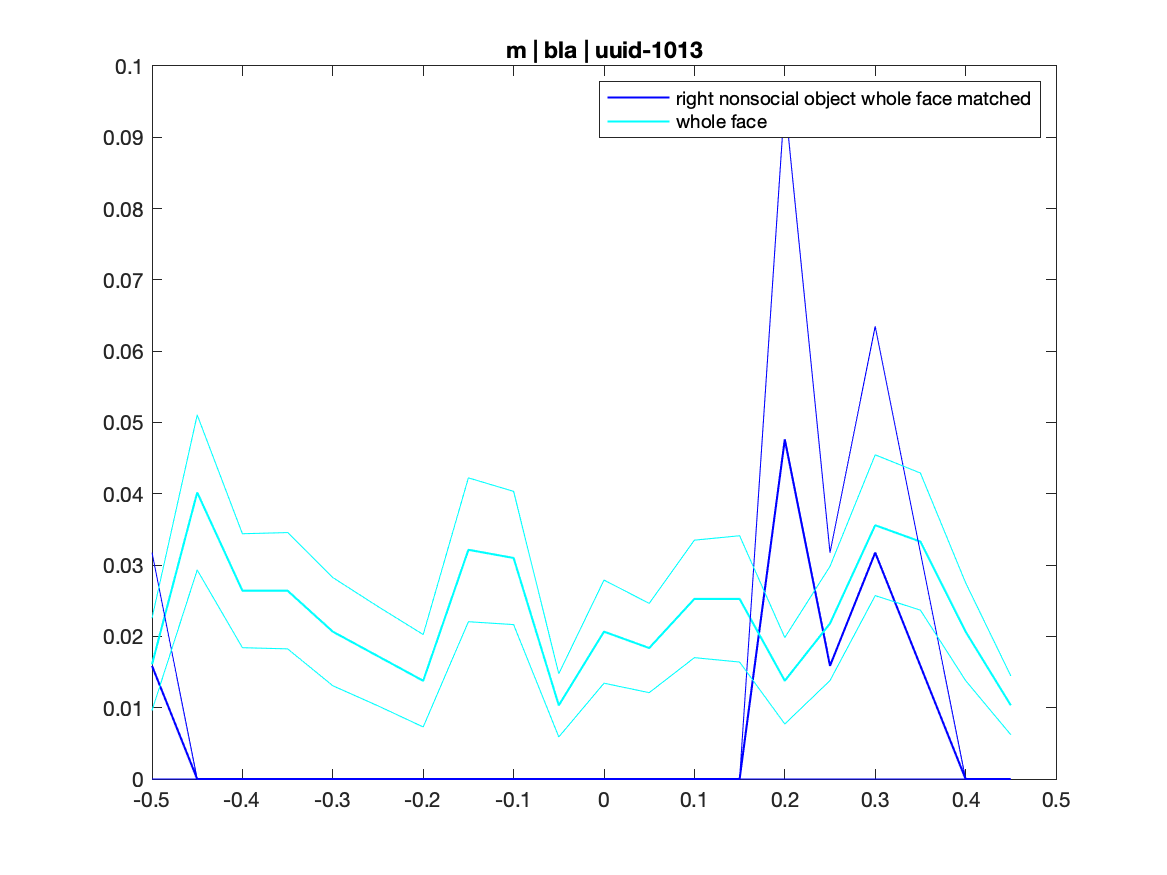 m | bla | uuid-1013
right nonsocial object whole face matched
whole face
0.1
0.09
0.08
0.07
0.06
0.05
0.04
0.03
0.02
0.01
0
-0.5 -0.4 -0.3 -0.2 -0.1 0 0.1 0.2 0.3 0.4 0.5